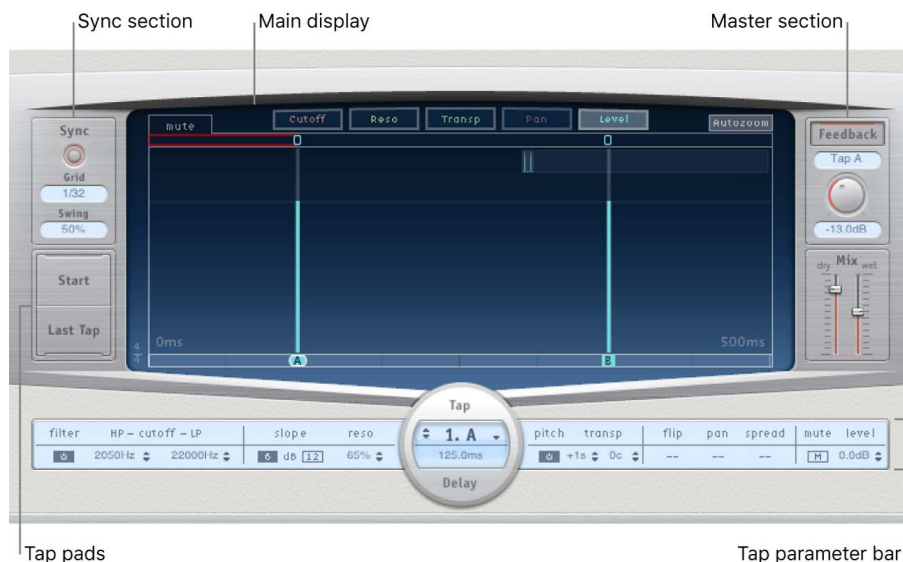 Sync section
Main display
Master section
mute
Cutoff
Reso
Transp
Pan
Level
Autozoom
Sync
Grid
1/32
Swing
50%
Start
Last Tap
Feedback
Tap A
-13.0dB
Mix
dry
wet
4
4
0ms
500ms
A
B
Tap
1. A
125.0ms
Delay
filter HP – cutoff – LP slope reso
2050Hz 22000Hz 6 dB 12 65%
pitch transp flip pan spread mute level
+1s 0c -- -- -- M 0.0dB
Tap pads
Tap parameter bar